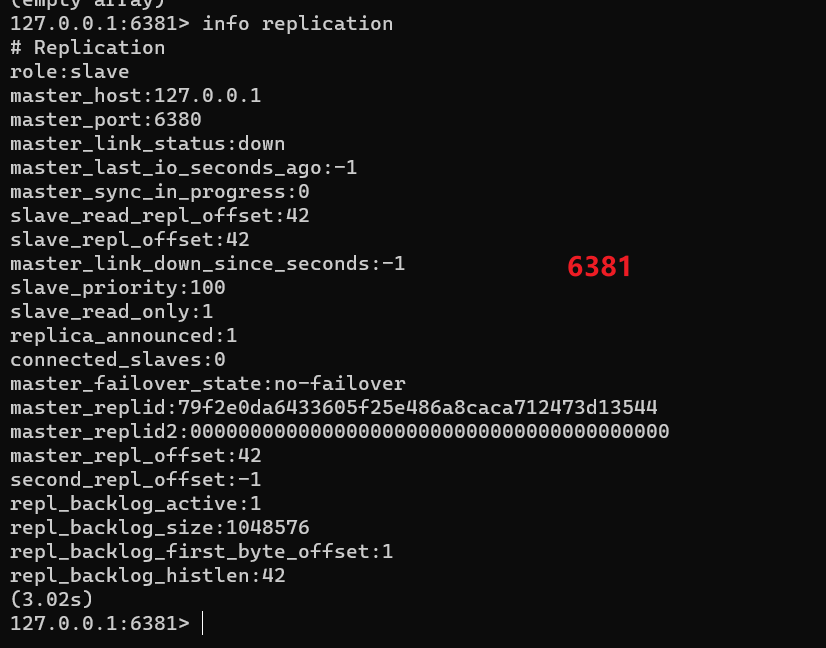 (empty array)
127.0.0.1:6381> info replication
# Replication
role:slave
master_host:127.0.0.1
master_port:6380
master_link_status:down
master_last_io_seconds_ago:-1
master_sync_in_progress:0
slave_read_repl_offset:42
slave_repl_offset:42
master_link_down_since_seconds:-1
6381
slave_priority:100
slave_read_only:1
replica_announced:1
connected_slaves:0
master_failover_state:no-failover
master_replid:79f2e0da6433605f25e486a8caca712473d13544
master_replid2:0000000000000000000000000000000000000000
master_repl_offset:42
second_repl_offset:-1
repl_backlog_active:1
repl_backlog_size:1048576
repl_backlog_first_byte_offset:1
repl_backlog_histlen:42
(3.02s)
127.0.0.1:6381>